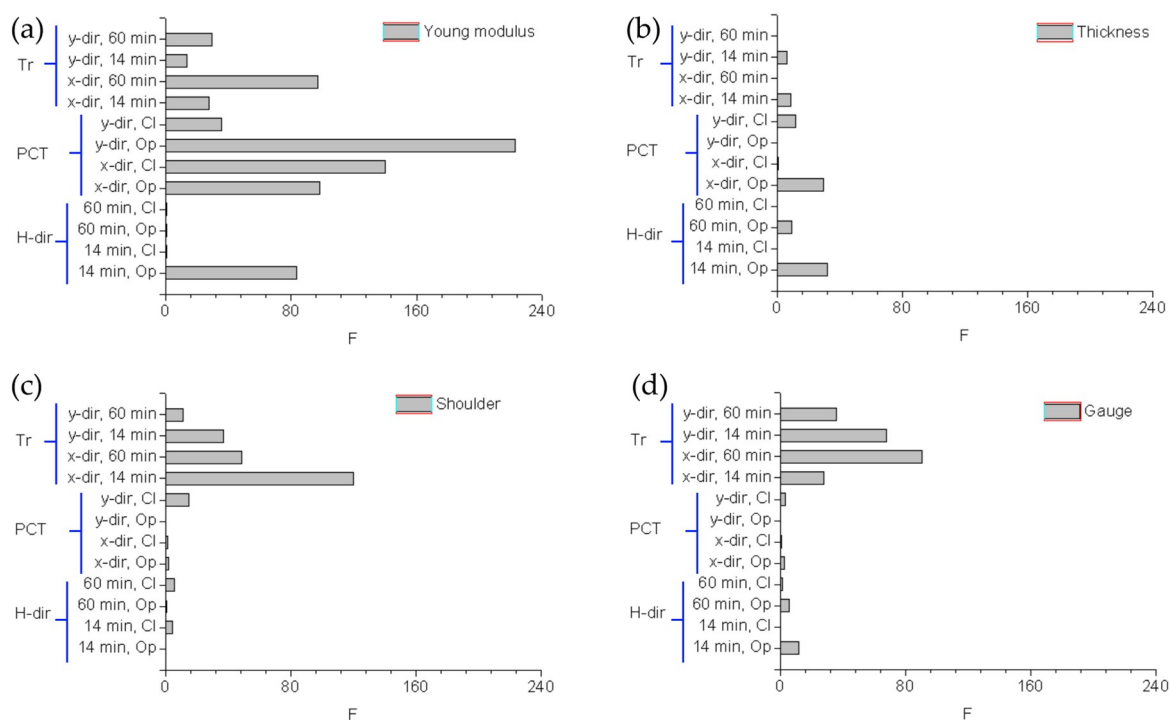 (a)
Young modulus
Tr
y-dir, 60 min
y-dir, 14 min
x-dir, 60 min
x-dir, 14 min
PCT
y-dir, Cl
y-dir, Op
x-dir, Cl
x-dir, Op
H-dir
60 min, Cl
60 min, Op
14 min, Cl
14 min, Op
0 80 160 240
F
(b)
Thickness
Tr
y-dir, 60 min
y-dir, 14 min
x-dir, 60 min
x-dir, 14 min
PCT
y-dir, Cl
y-dir, Op
x-dir, Cl
x-dir, Op
H-dir
60 min, Cl
60 min, Op
14 min, Cl
14 min, Op
0 80 160 240
F
(c)
Shoulder
Tr
y-dir, 60 min
y-dir, 14 min
x-dir, 60 min
x-dir, 14 min
PCT
y-dir, Cl
y-dir, Op
x-dir, Cl
x-dir, Op
H-dir
60 min, Cl
60 min, Op
14 min, Cl
14 min, Op
0 80 160 240
F
(d)
Gauge
Tr
y-dir, 60 min
y-dir, 14 min
x-dir, 60 min
x-dir, 14 min
PCT
y-dir, Cl
y-dir, Op
x-dir, Cl
x-dir, Op
H-dir
60 min, Cl
60 min, Op
14 min, Cl
14 min, Op
0 80 160 240
F